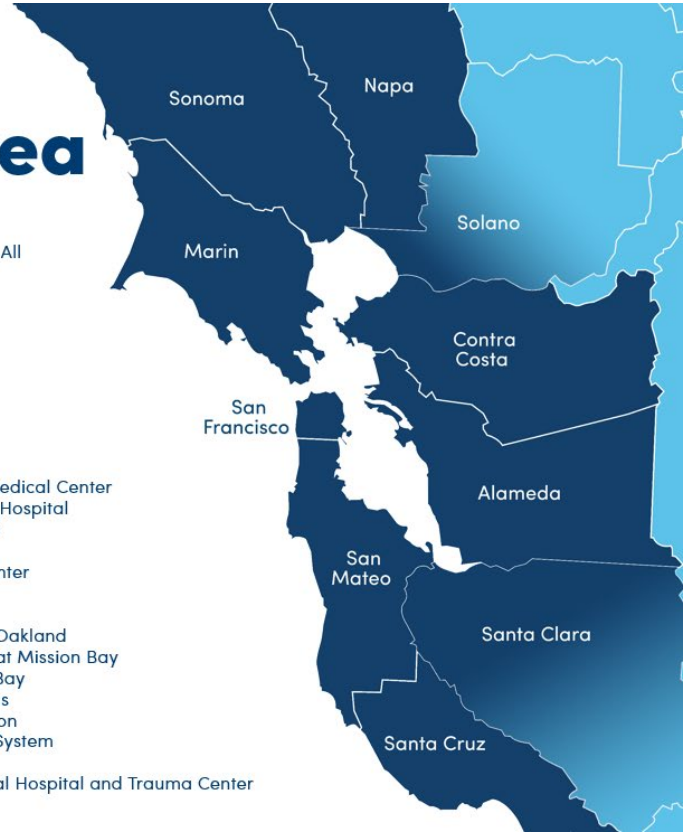 ea
All
edical Center
Hospital
nter
Oakland
at Mission Bay
Bay
s
on
System
al Hospital and Trauma Center
Sonoma
Napa
Marin
Solano
Contra
Costa
San
Francisco
Alameda
San
Mateo
Santa Clara
Santa Cruz